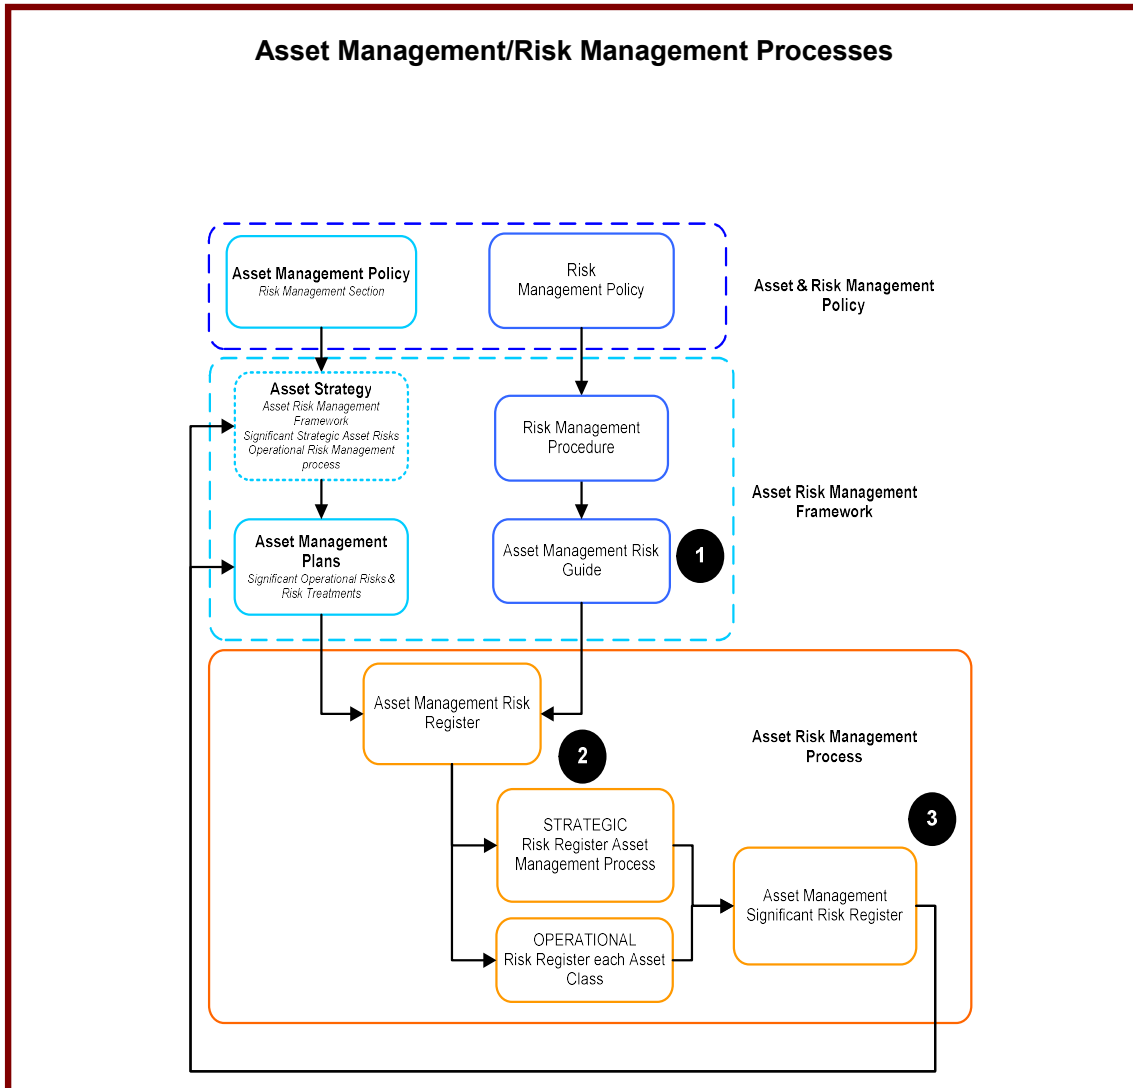 Asset Management/Risk Management Processes
Asset Management Policy
Risk Management Section
Risk
Management Policy
Asset & Risk Management
Policy
Asset Strategy
Asset Risk Management
Framework
Significant Strategic Asset Risks
Operational Risk Management
process
Risk Management
Procedure
Asset Risk Management
Framework
Asset Management
Plans
Significant Operational Risks &
Risk Treatments
Asset Management Risk
Guide
1
Asset Management Risk
Register
2
Asset Risk Management
Process
STRATEGIC
Risk Register Asset
Management Process
3
Asset Management
Significant Risk Register
OPERATIONAL
Risk Register each Asset
Class